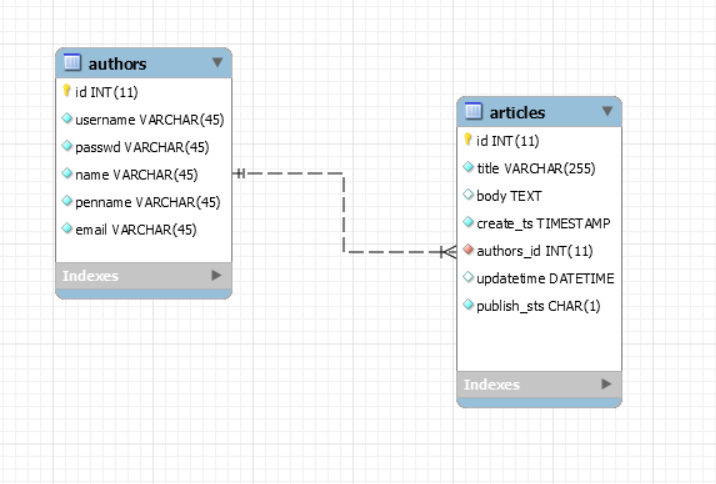 authors
id INT(11)
username VARCHAR(45)
passwd VARCHAR(45)
name VARCHAR(45)
penname VARCHAR(45)
email VARCHAR(45)
Indexes
articles
id INT(11)
title VARCHAR(255)
body TEXT
create_ts TIMESTAMP
authors_id INT(11)
updatetime DATETIME
publish_sts CHAR(1)
Indexes